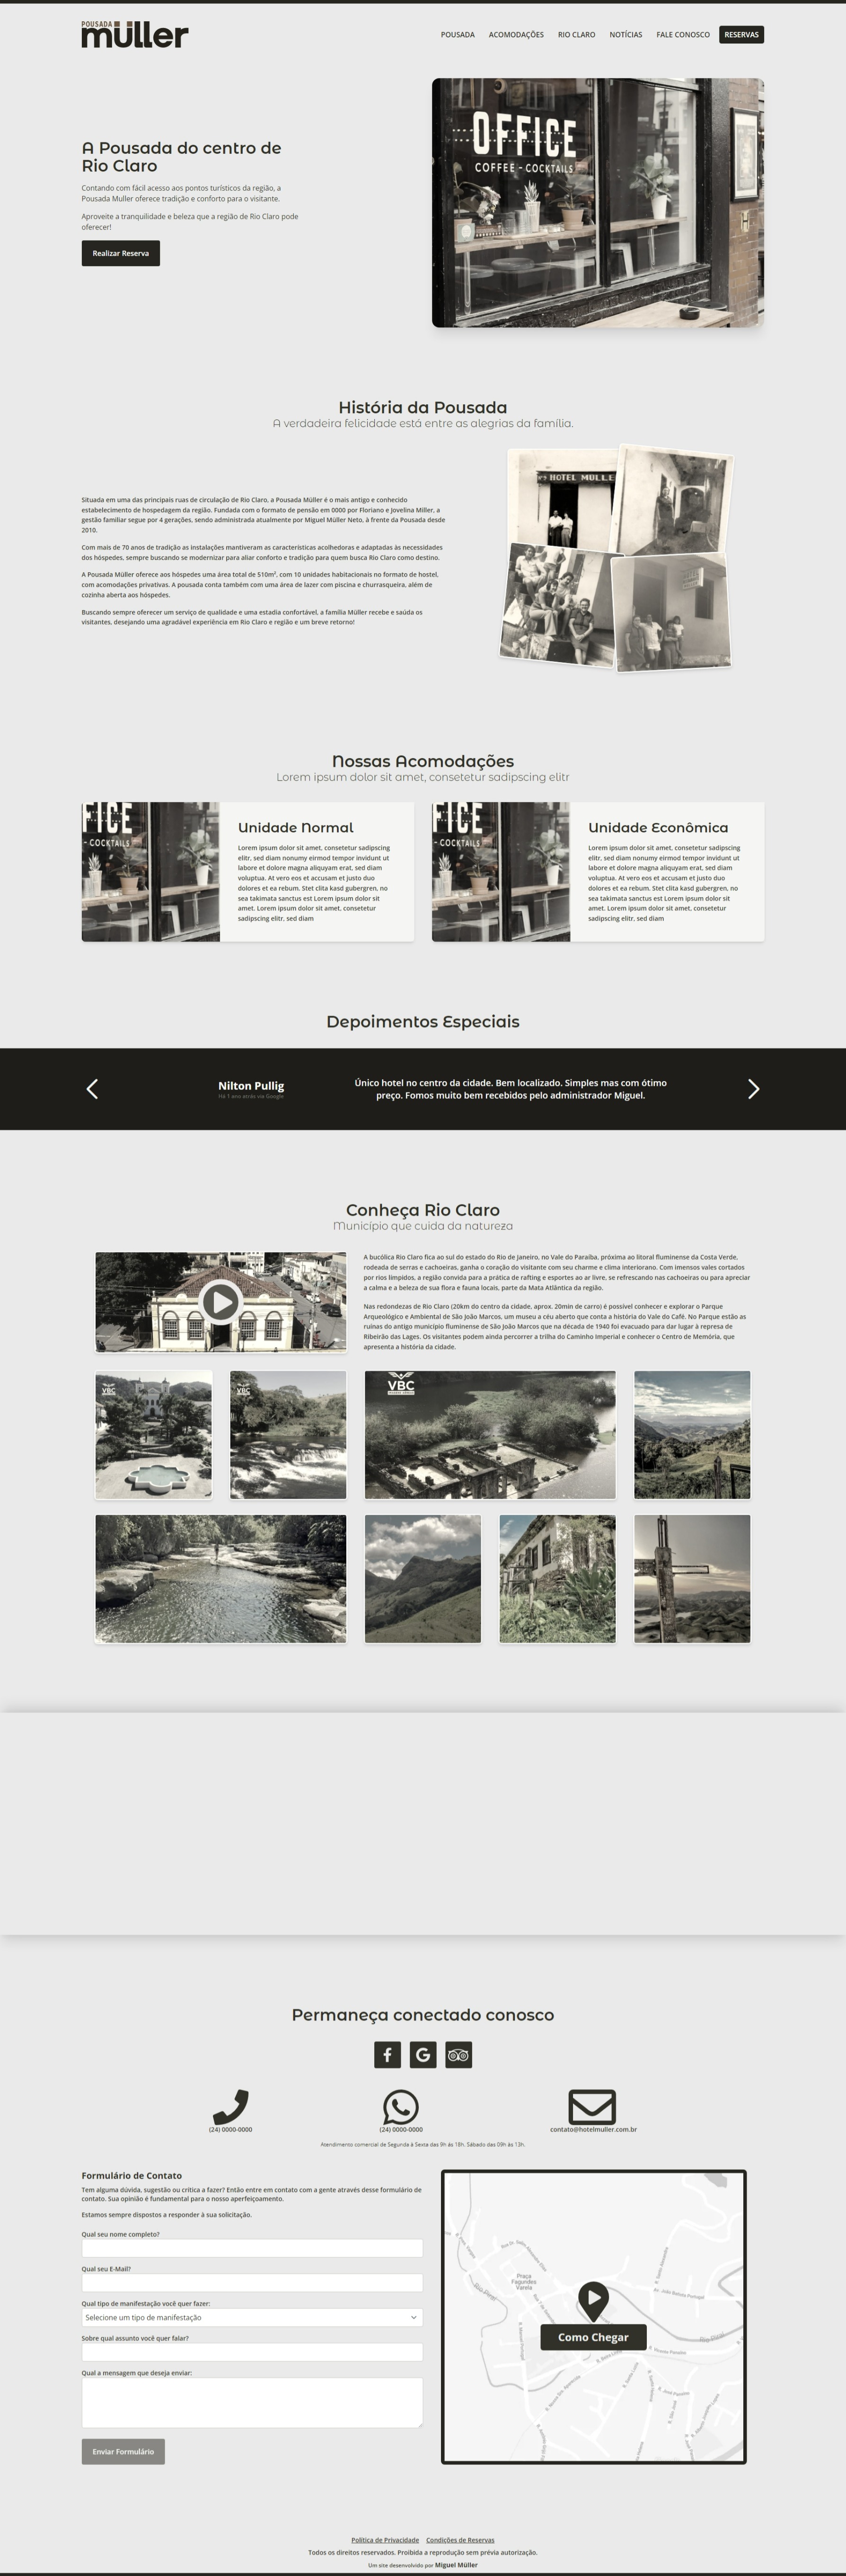 POUSADA
müller
POUSADA ACOMODAÇÕES RIO CLARO NOTÍCIAS FALE CONOSCO RESERVAS
OFFICE
COFFEE - COCKTAILS
A Pousada do centro de
Rio Claro
Contando com fácil acesso aos pontos turísticos da região, a
Pousada Muller oferece tradição e conforto para o visitante.
Aproveite a tranquilidade e beleza que a região de Rio Claro pode
oferecer!
Realizar Reserva
História da Pousada
A verdadeira felicidade está entre as alegrias da família.
HOTEL MULLE
Situada em uma das principais ruas de circulação de Rio Claro, a Pousada Müller é o mais antigo e conhecido
estabelecimento de hospedagem da região. Fundada com o formato de pensão em 0000 por Floriano e Jovelina Miller, a
gestão familiar segue por 4 gerações, sendo administrada atualmente por Miguel Müller Neto, à frente da Pousada desde
2010.
Com mais de 70 anos de tradição as instalações mantiveram as características acolhedoras e adaptadas às necessidades
dos hóspedes, sempre buscando se modernizar para aliar conforto e tradição para quem busca Rio Claro como destino.
A Pousada Müller oferece aos hóspedes uma área total de 510m², com 10 unidades habitacionais no formato de hostel,
com acomodações privativas. A pousada conta também com uma área de lazer com piscina e churrasqueira, além de
cozinha aberta aos hóspedes.
Buscando sempre oferecer um serviço de qualidade e uma estadia confortável, a família Müller recebe e saúda os
visitantes, desejando uma agradável experiência em Rio Claro e região e um breve retorno!
Nossas Acomodações
Lorem ipsum dolor sit amet, consetetur sadipscing elitr
FICE
- COCKTAILS
Unidade Normal
Lorem ipsum dolor sit amet, consetetur sadipscing
elitr, sed diam nonumy eirmod tempor invidunt ut
labore et dolore magna aliquyam erat, sed diam
voluptua. At vero eos et accusam et justo duo
dolores et ea rebum. Stet clita kasd gubergren, no
sea takimata sanctus est Lorem ipsum dolor sit
amet. Lorem ipsum dolor sit amet, consetetur
sadipscing elitr, sed diam
FICE
- COCKTAILS
Unidade Econômica
Lorem ipsum dolor sit amet, consetetur sadipscing
elitr, sed diam nonumy eirmod tempor invidunt ut
labore et dolore magna aliquyam erat, sed diam
voluptua. At vero eos et accusam et justo duo
dolores et ea rebum. Stet clita kasd gubergren, no
sea takimata sanctus est Lorem ipsum dolor sit
amet. Lorem ipsum dolor sit amet, consetetur
sadipscing elitr, sed diam
Depoimentos Especiais
Nilton Pullig
Há 1 ano atrás via Google
Único hotel no centro da cidade. Bem localizado. Simples mas com ótimo
preço. Fomos muito bem recebidos pelo administrador Miguel.
Conheça Rio Claro
Município que cuida da natureza
A bucólica Rio Claro fica ao sul do estado do Rio de Janeiro, no Vale do Paraíba, próxima ao litoral fluminense da Costa Verde,
rodeada de serras e cachoeiras, ganha o coração do visitante com seu charme e clima interiorano. Com imensos vales cortados
por rios límpidos, a região convida para a prática de rafting e esportes ao ar livre, se refrescando nas cachoeiras ou para apreciar
a calma e a beleza de sua flora e fauna locais, parte da Mata Atlântica da região.
Nas redondezas de Rio Claro (20km do centro da cidade, aprox. 20min de carro) é possível conhecer e explorar o Parque
Arqueológico e Ambiental de São João Marcos, um museu a céu aberto que conta a história do Vale do Café. No Parque estão as
ruínas do antigo município fluminense de São João Marcos que na década de 1940 foi evacuado para dar lugar à represa de
Ribeirão das Lages. Os visitantes podem ainda percorrer a trilha do Caminho Imperial e conhecer o Centro de Memória, que
apresenta a história da cidade.
VBC
VBC
VBC
Permaneça conectado conosco
(24) 0000-0000
(24) 0000-0000
contato@hotelmuller.com.br
Atendimento comercial de Segunda à Sexta das 9h às 18h. Sábado das 09h às 13h.
Formulário de Contato
Tem alguma dúvida, sugestão ou crítica a fazer? Então entre em contato com a gente através desse formulário de
contato. Sua opinião é fundamental para o nosso aperfeiçoamento.
Estamos sempre dispostos a responder à sua solicitação.
Qual seu nome completo?
Qual seu E-Mail?
Qual tipo de manifestação você quer fazer:
Selecione um tipo de manifestação
Sobre qual assunto você quer falar?
Qual a mensagem que deseja enviar:
Enviar Formulário
Praça
Fagundes
Varela
Como Chegar
Política de Privacidade Condições de Reservas
Todos os direitos reservados. Proibida a reprodução sem prévia autorização.
Um site desenvolvido por Miguel Müller